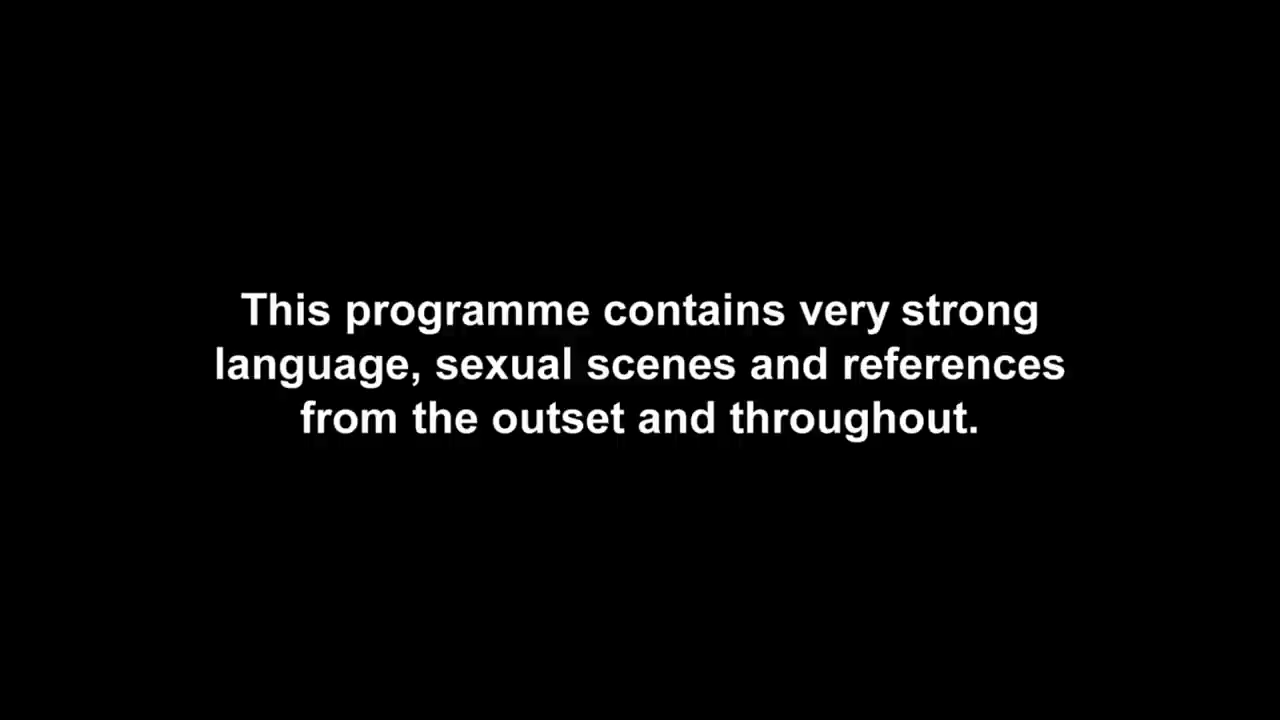 This programme contains very strong
language, sexual scenes and references
from the outset and throughout.